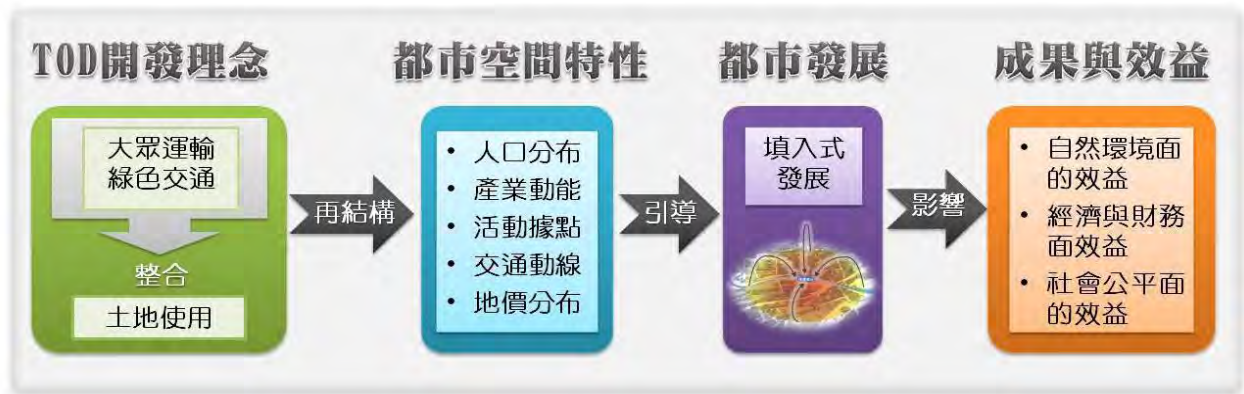 TOD開發理念
大眾運輸
綠色交通
整合
土地使用
再結構
都市空間特性
• 人口分布
• 產業動能
• 活動據點
• 交通動線
• 地價分布
引導
都市發展
填入式
發展
影響
成果與效益
• 自然環境面
的效益
• 經濟與財務
面效益
• 社會公平面
的效益